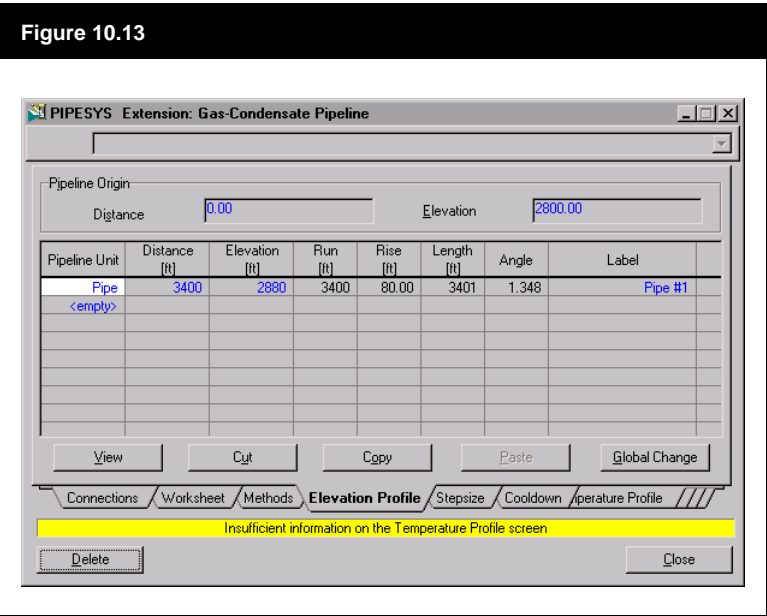 Figure 10.13
PIPESYS Extension: Gas-Condensate Pipeline
Pipeline Origin
Distance 0.00 Elevation 2800.00
Pipeline Unit Distance [ft] Elevation [ft] Run [ft] Rise [ft] Length [ft] Angle Label
Pipe 3400 2880 3400 80.00 3401 1.348 Pipe #1
<empty>
View Cut Copy Paste Global Change
Connections Worksheet Methods Elevation Profile Stepsize Cooldown perature Profile
Insufficient information on the Temperature Profile screen
Delete Close